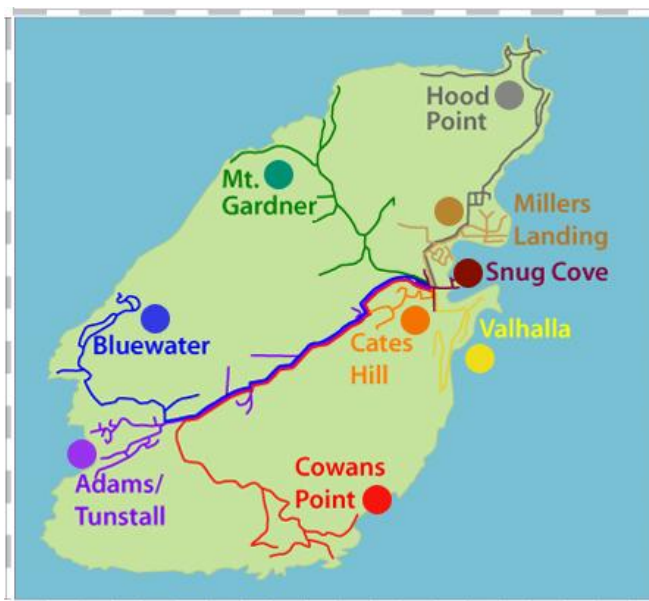 Hood
Point
Mt.
Gardner
Millers
Landing
Snug Cove
Bluewater
Cates
Hill
Valhalla
Adams/
Tunstall
Cowans
Point